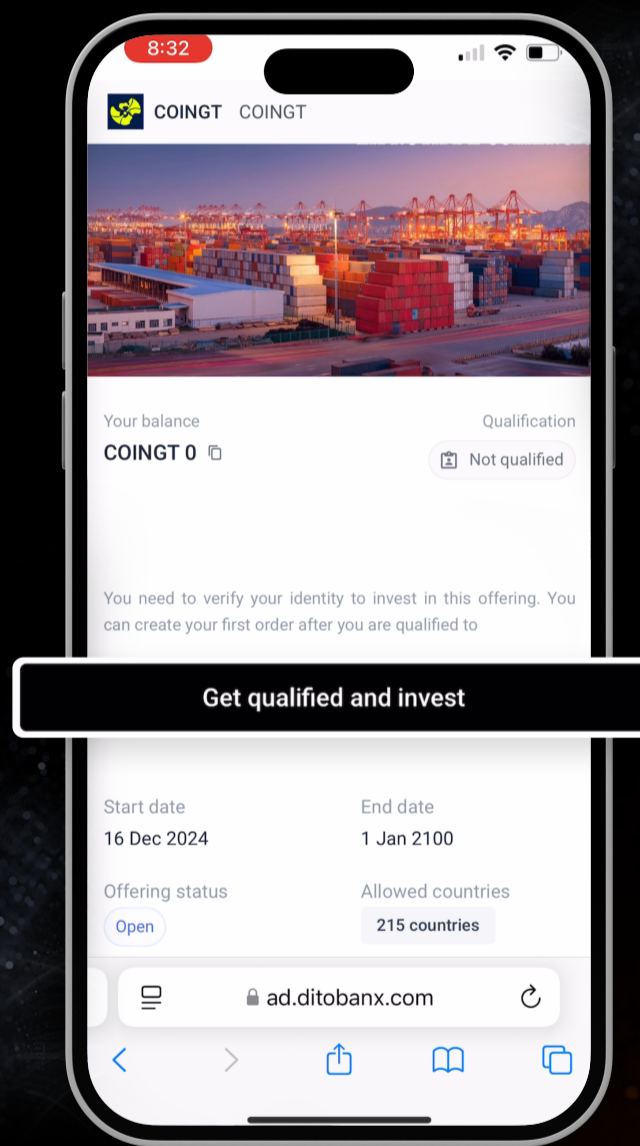 8:32
COINGT COINGT
Your balance
Qualification
COINGT 0
Not qualified
You need to verify your identity to invest in this offering. You
can create your first order after you are qualified to
Get qualified and invest
Start date
End date
16 Dec 2024
1 Jan 2100
Offering status
Allowed countries
Open
215 countries
ad.ditobanx.com